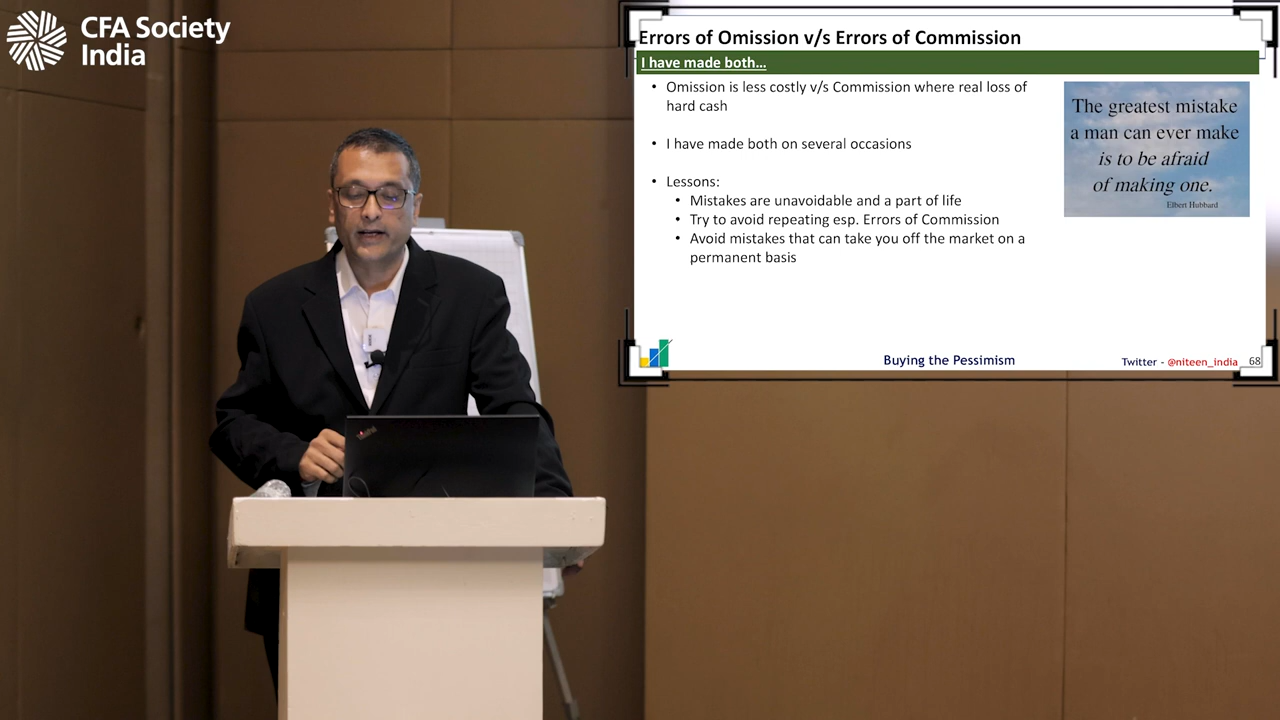 CFA Society
India
Errors of Omission v/s Errors of Commission
I have made both…
• Omission is less costly v/s Commission where real loss of
hard cash
• I have made both on several occasions
• Lessons:
• Mistakes are unavoidable and a part of life
• Try to avoid repeating esp. Errors of Commission
• Avoid mistakes that can take you off the market on a
permanent basis
The greatest mistake
a man can ever make
is to be afraid
of making one.
Elbert Hubbard
Buying the Pessimism
Twitter - @niteen_india
68